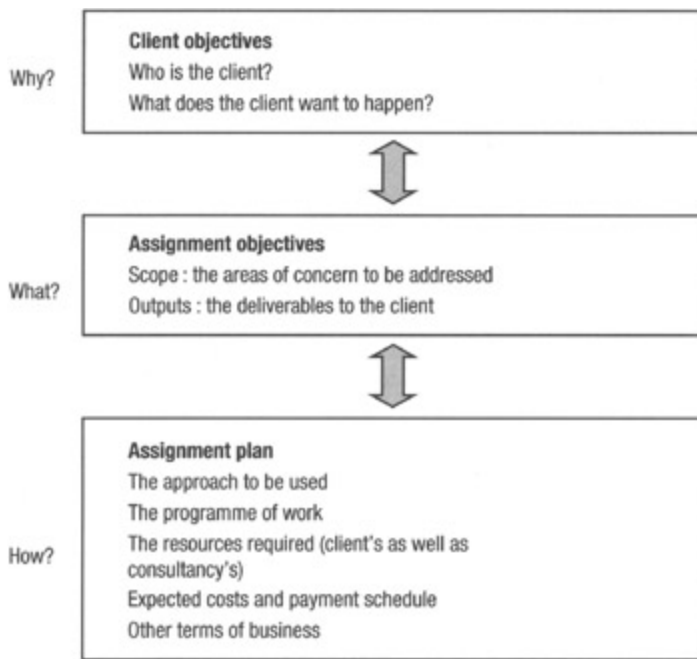 Why?
Client objectives
Who is the client?
What does the client want to happen?
What?
Assignment objectives
Scope : the areas of concern to be addressed
Outputs : the deliverables to the client
How?
Assignment plan
The approach to be used
The programme of work
The resources required (client's as well as
consultancy's)
Expected costs and payment schedule
Other terms of business